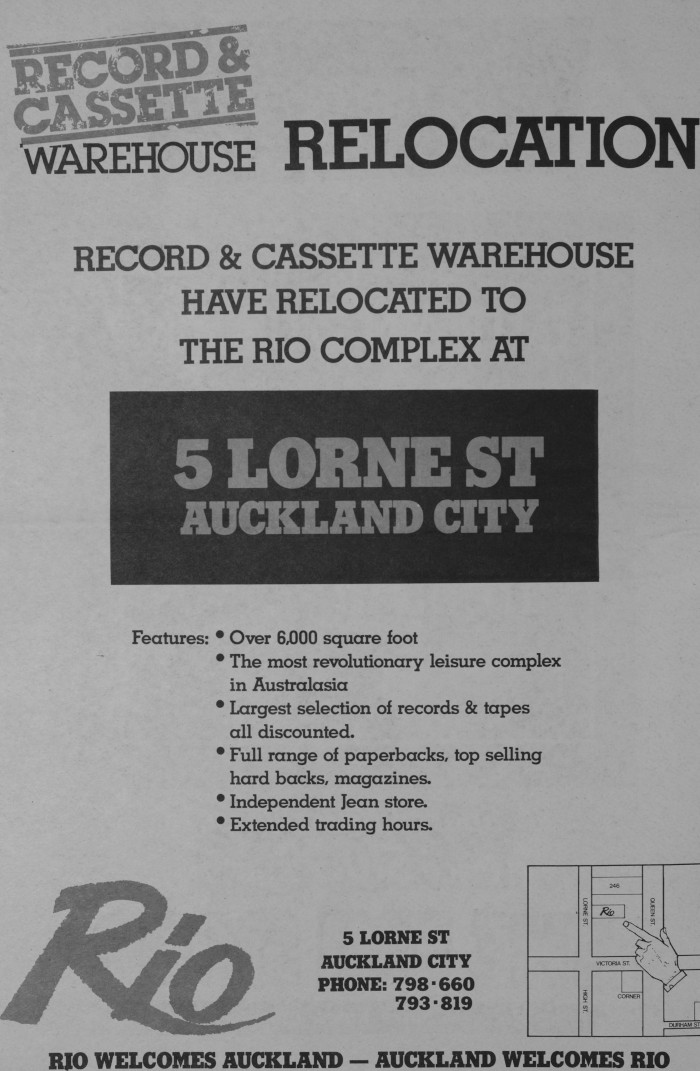 RECORD &
CASSETTE
WAREHOUSE
RELOCATION
RECORD & CASSETTE WAREHOUSE
HAVE RELOCATED TO
THE RIO COMPLEX AT
5 LORNE ST
AUCKLAND CITY
Features: • Over 6,000 square foot
• The most revolutionary leisure complex
in Australasia
• Largest selection of records & tapes
all discounted.
• Full range of paperbacks, top selling
hard backs, magazines.
• Independent Jean store.
• Extended trading hours.
Rio
5 LORNE ST
AUCKLAND CITY
PHONE: 798·660
793·819
246
LORNE ST.
Rio
QUEEN ST.
VICTORIA ST.
HIGH ST.
CORNER
DURHAM ST
RIO WELCOMES AUCKLAND — AUCKLAND WELCOMES RIO